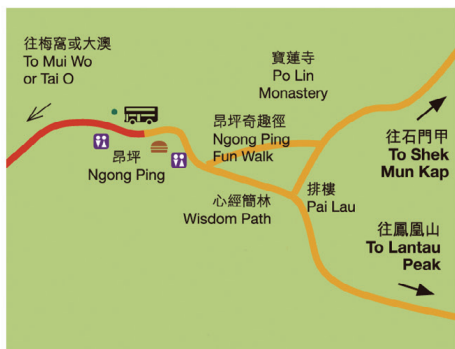 往梅窩或大澳
To Mui Wo
or Tai O
寶蓮寺
Po Lin
Monastery
昂坪奇趣徑
Ngong Ping
Fun Walk
往石門甲
To Shek
Mun Kap
昂坪
Ngong Ping
心經簡林
Wisdom Path
排樓
Pai Lau
往鳳凰山
To Lantau
Peak